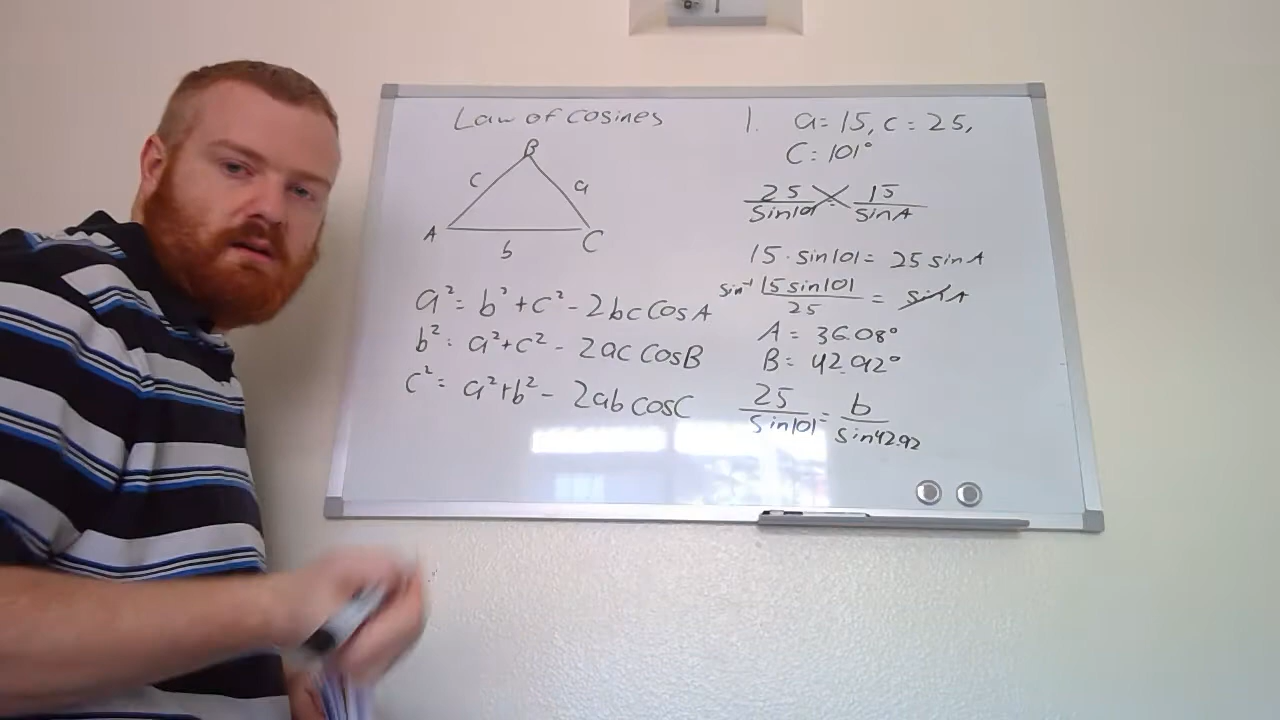 Law of Cosines
B
c a
A b C
a² = b² + c² - 2bc Cos A
b² = a² + c² - 2ac Cos B
c² = a² + b² - 2ab cos C
1. a = 15, c = 25,
C = 101°
25/Sin101 = 15/sinA
15 · sin101 = 25 sinA
sin⁻¹ 15 sin101/25 = sinA
A = 36.08°
B = 42.92°
25/Sin101 = b/Sin42.92